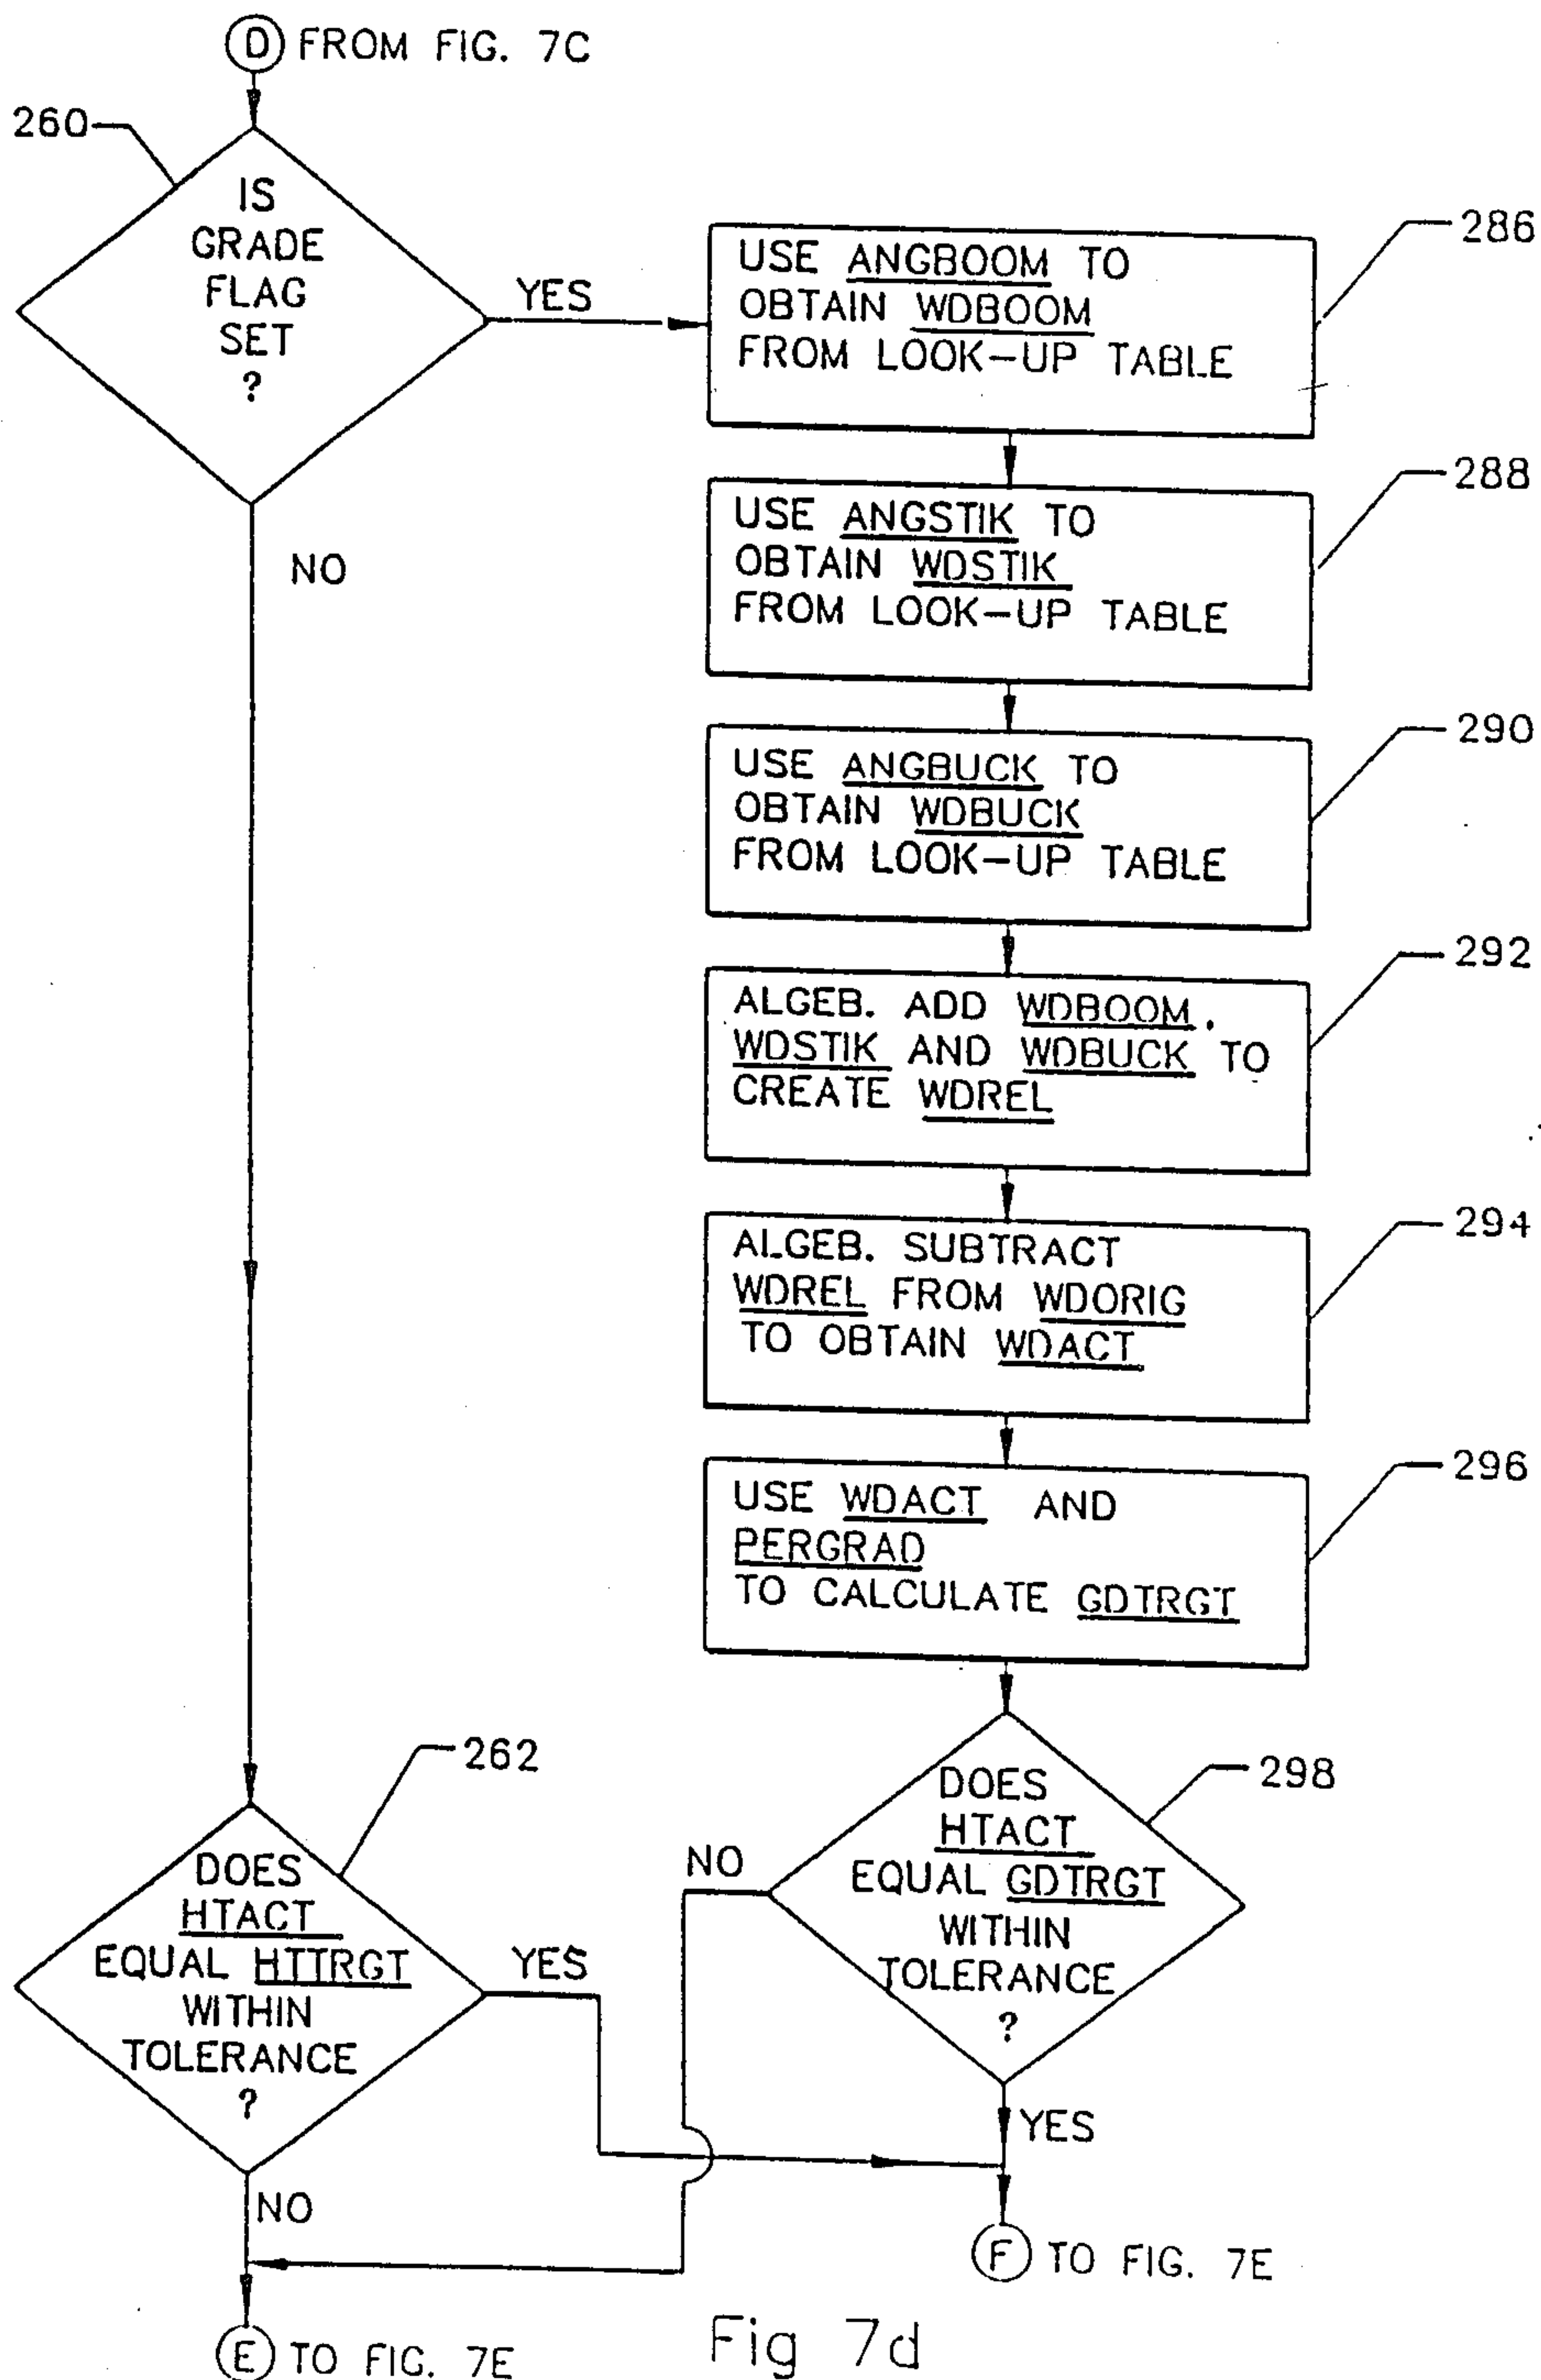 D FROM FIG. 7C
260
IS
GRADE
FLAG
SET
?
YES
NO
USE ANGBOOM TO
OBTAIN WDBOOM
FROM LOOK-UP TABLE
286
USE ANGSTIK TO
OBTAIN WDSTIK
FROM LOOK-UP TABLE
288
USE ANGBUCK TO
OBTAIN WDBUCK
FROM LOOK-UP TABLE
290
ALGEB. ADD WDBOOM.
WDSTIK AND WDBUCK TO
CREATE WDREL
292
ALGEB. SUBTRACT
WDREL FROM WDORIG
TO OBTAIN WDACT
294
USE WDACT AND
PERGRAD
TO CALCULATE GDTRGT
296
262
DOES
HTACT
EQUAL HTTRGT
WITHIN
TOLERANCE
?
YES
NO
DOES
HTACT
EQUAL GDTRGT
WITHIN
TOLERANCE
?
298
NO
YES
F TO FIG. 7E
E TO FIG. 7E
Fig 7d